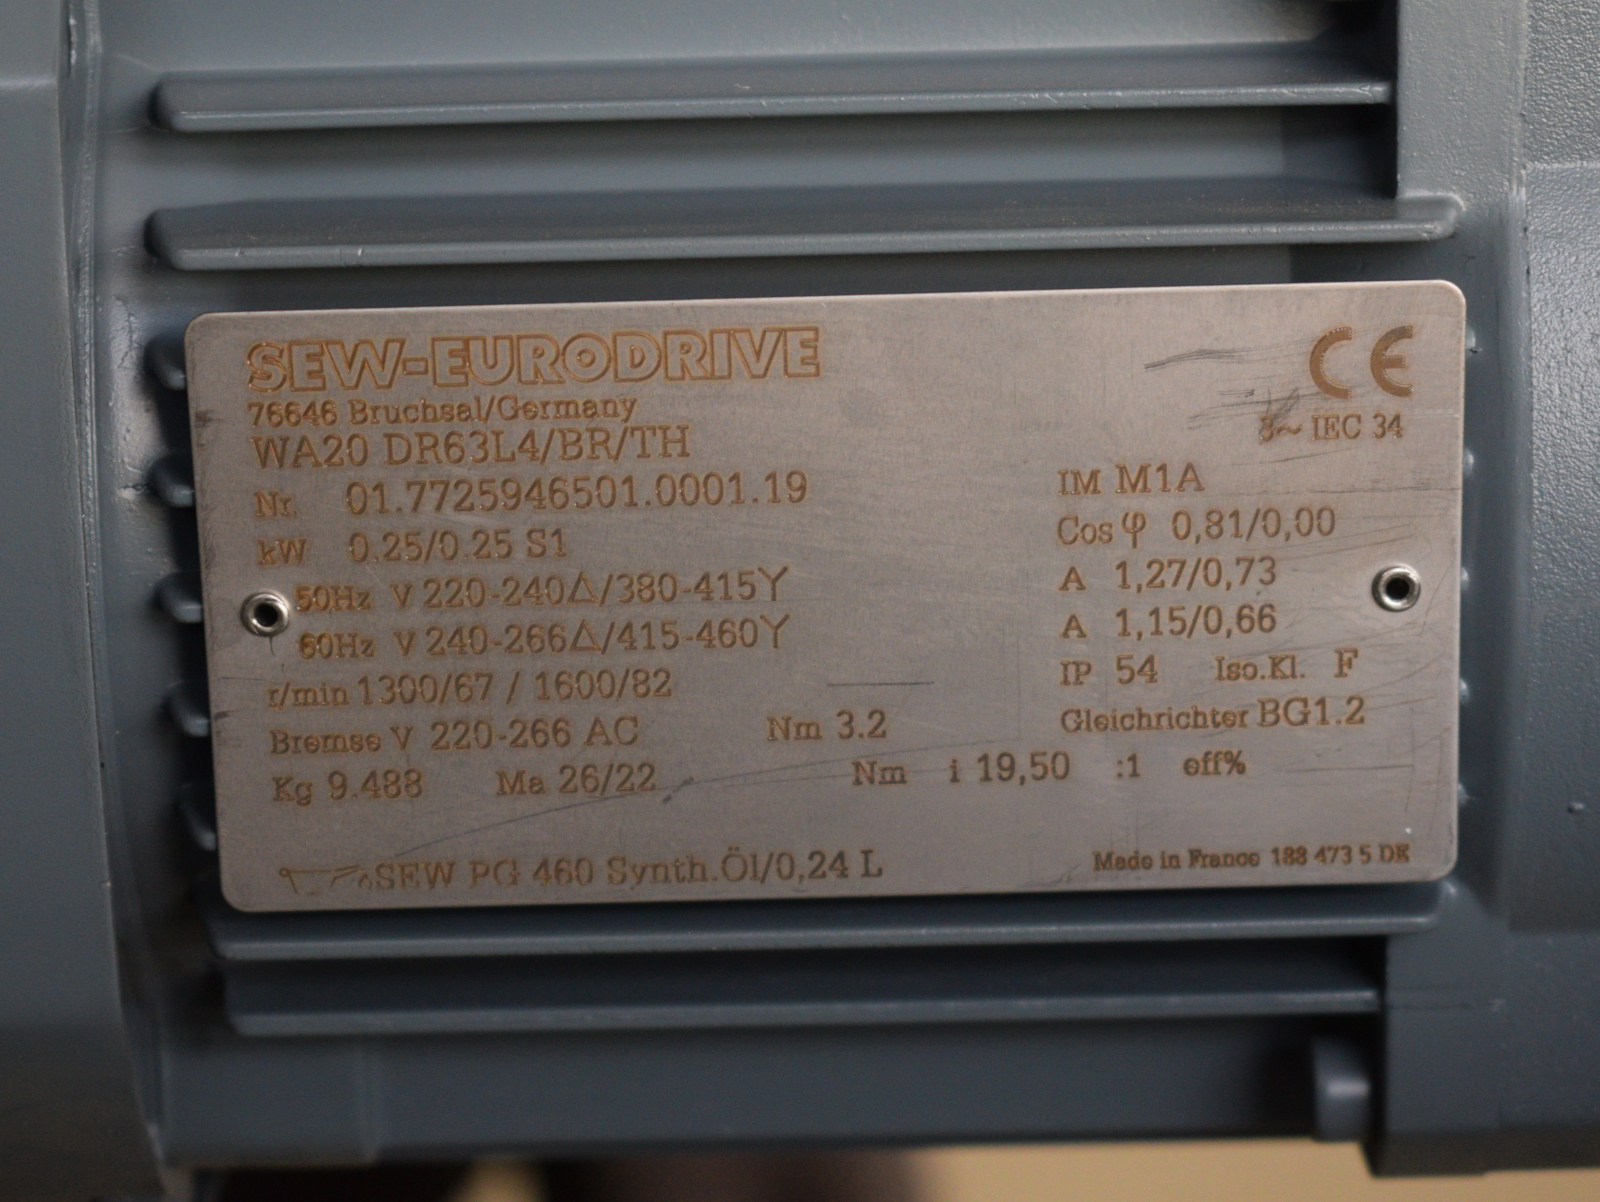 SEW-EURODRIVE
CE
76646 Bruchsal/Germany
3~ IEC 34
WA20 DR63L4/BR/TH
Nr. 01.7725946501.0001.19
IM M1A
kW 0.25/0.25 S1
Cos φ 0,81/0,00
50Hz V 220-240Δ/380-415Y
A 1,27/0,73
60Hz V 240-266Δ/415-460Y
A 1,15/0,66
r/min 1300/67 / 1600/82
IP 54 Iso.Kl. F
Bremse V 220-266 AC Nm 3.2 Gleichrichter BG1.2
Kg 9.488 Ma 26/22 Nm i 19,50 :1 eff%
SEW PG 460 Synth.Öl/0,24 L
Made in France 188 473 5 DE